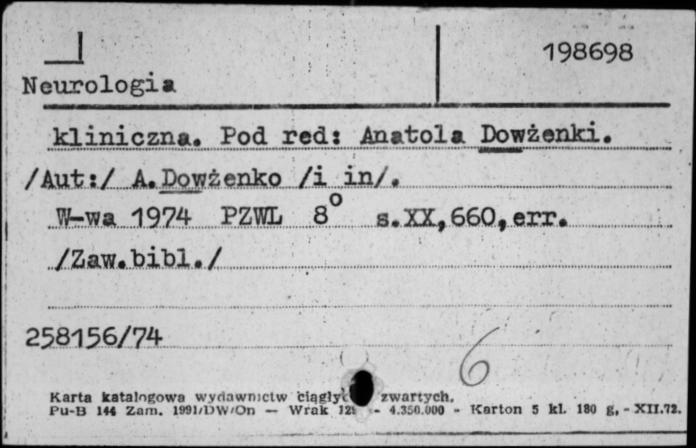 198698
Neurologia
kliniczna. Pod red: Anatola Dowżenki.
/Aut:/ A.Dowżenko /i in/.
W-wa 1974 PZWL 8° s.XX,660,err.
/Zaw.bibl./
258156/74
6
Karta katalogowa wydawnictw zwartych.
Pu-B 144 Zam. 1991/DW/On — Wrak - 4.350.000 - Karton 5 kl. 180 g, - XII.72.